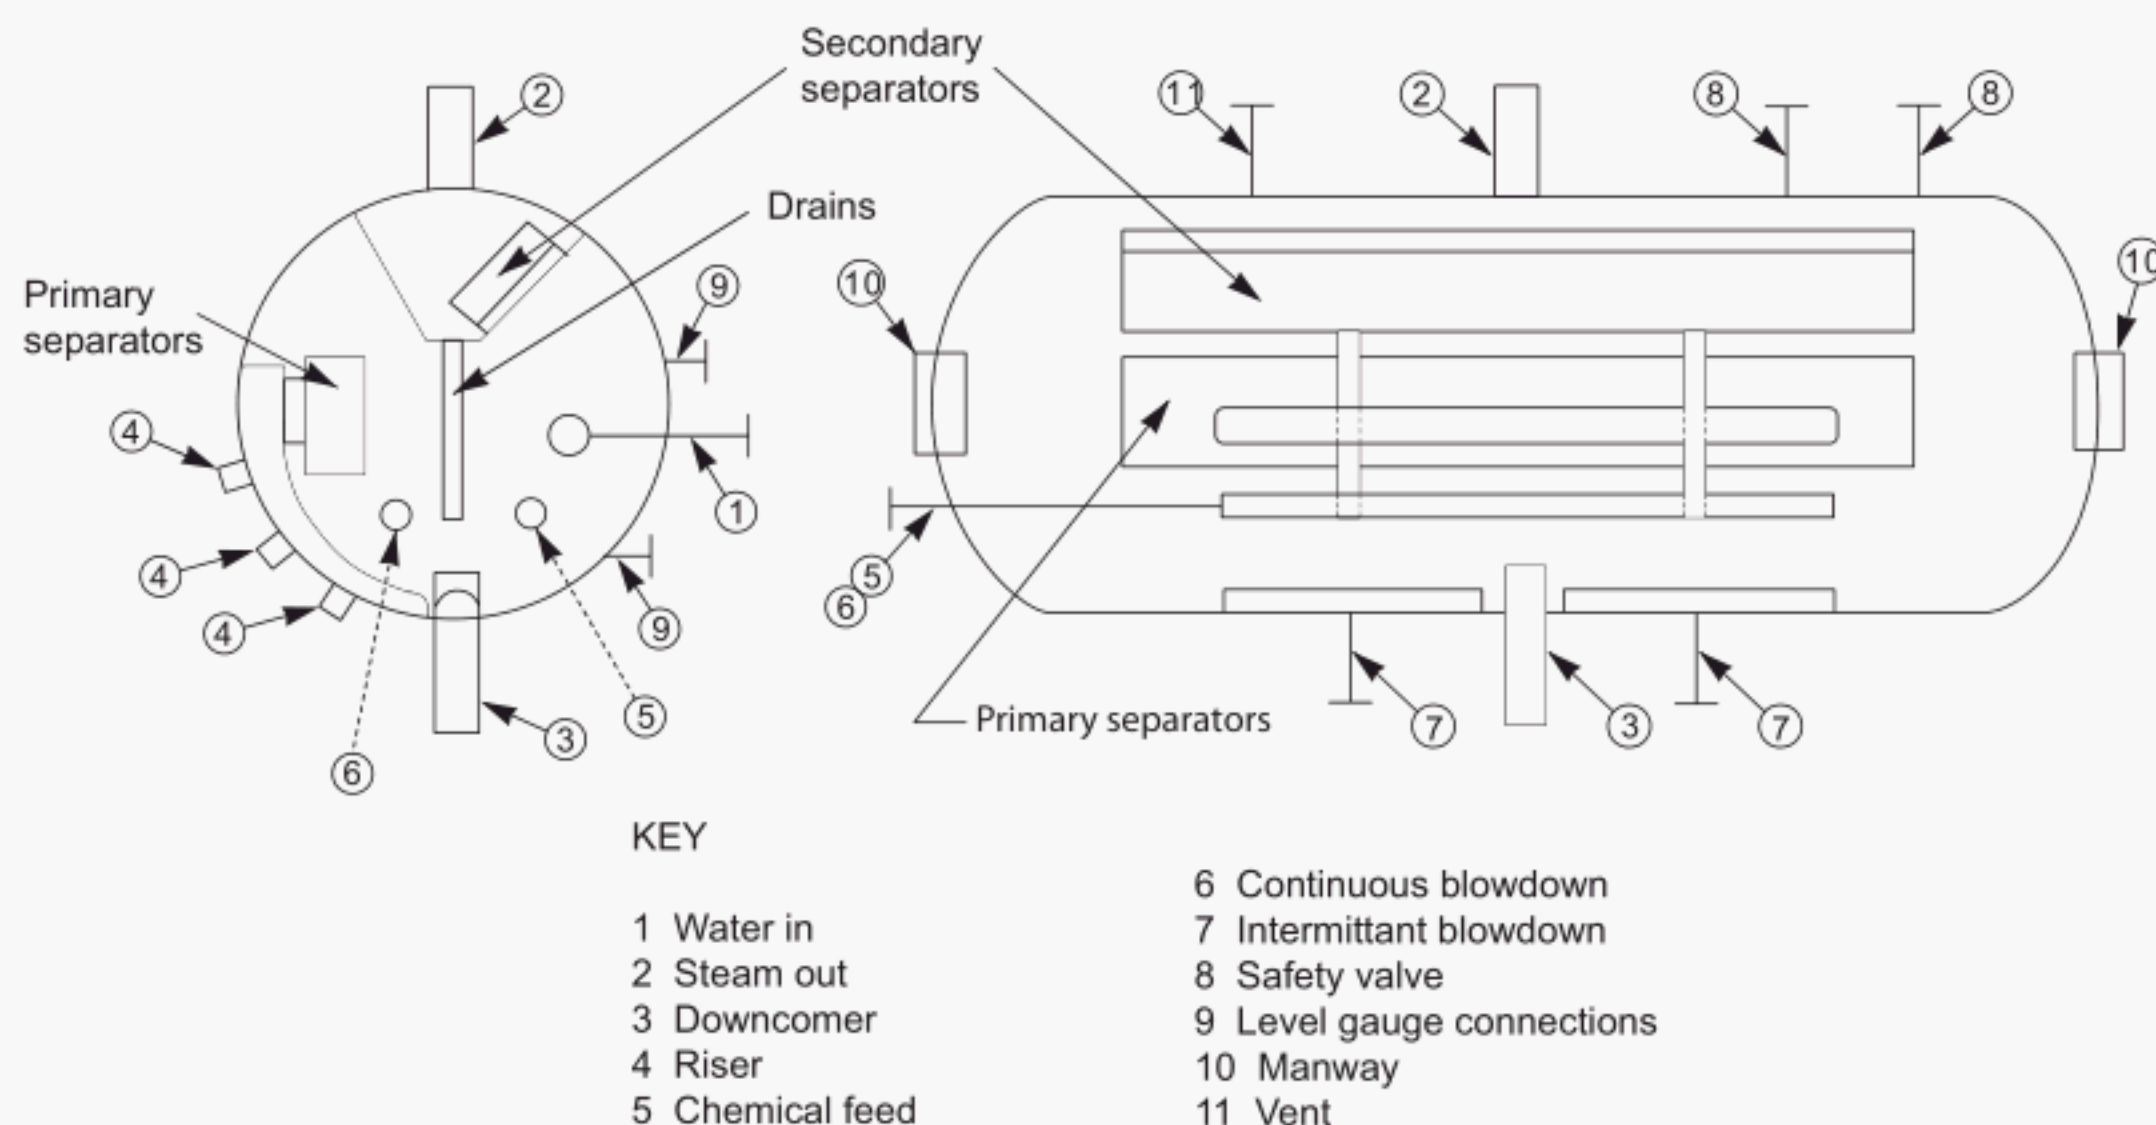 Secondary
separators
Drains
Primary
separators
2
9
4
1
4
4
9
5
3
6
11
2
8
8
10
10
5
6
Primary separators
7
3
7
KEY
1 Water in
2 Steam out
3 Downcomer
4 Riser
5 Chemical feed
6 Continuous blowdown
7 Intermittant blowdown
8 Safety valve
9 Level gauge connections
10 Manway
11 Vent